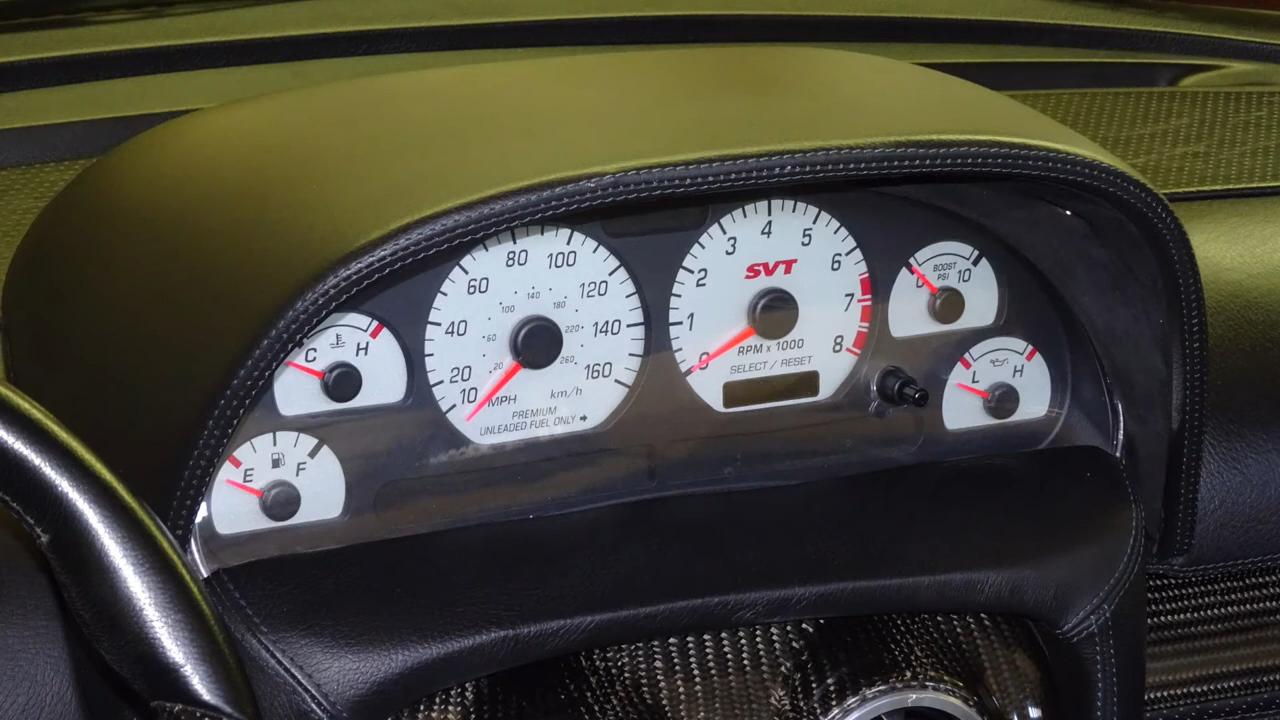 C H
E F
10 20 40 60 80 100 120 140 160
20 60 100 140 180 220 260
MPH km/h
PREMIUM
UNLEADED FUEL ONLY
0 1 2 3 4 5 6 7 8
SVT
RPM x 1000
SELECT / RESET
BOOST
PSI
0 10
L H